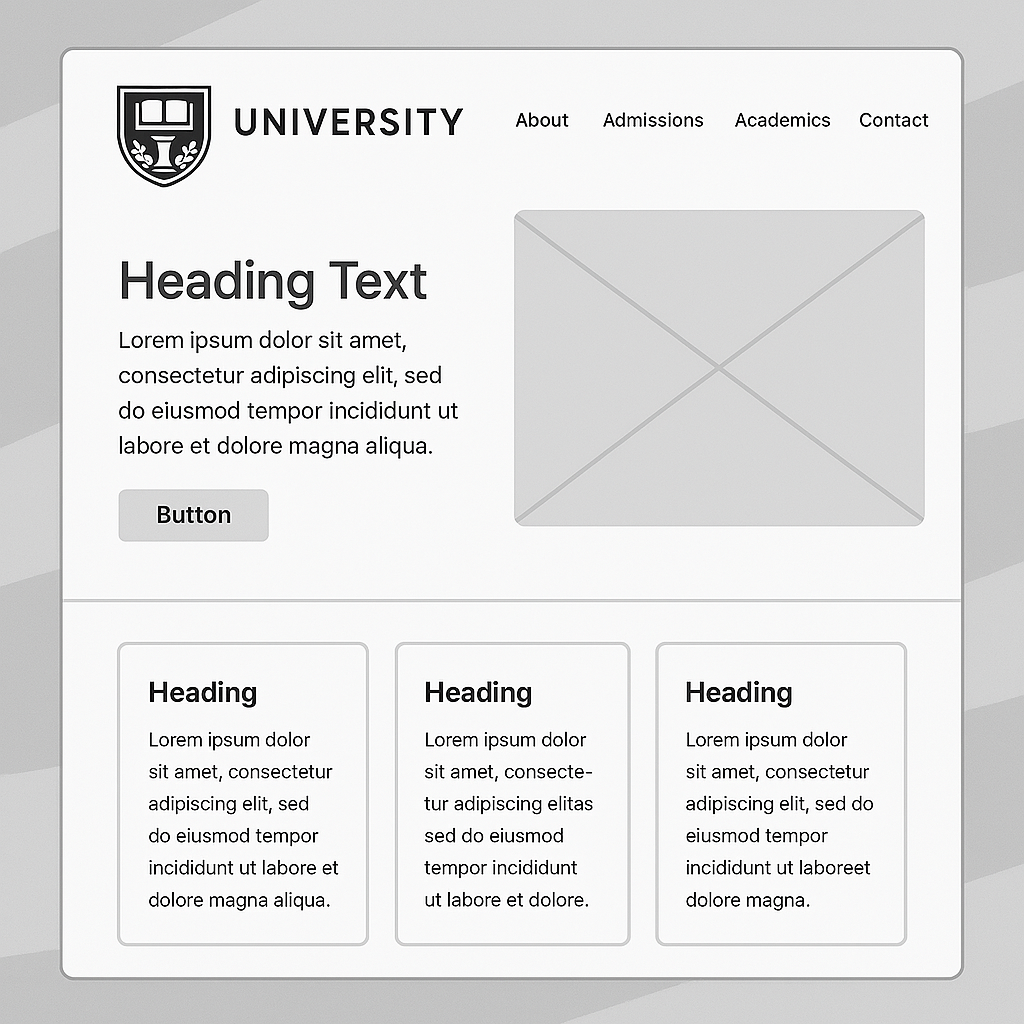 UNIVERSITY
About Admissions Academics Contact
Heading Text
Lorem ipsum dolor sit amet,
consectetur adipiscing elit, sed
do eiusmod tempor incididunt ut
labore et dolore magna aliqua.
Button
Heading
Lorem ipsum dolor
sit amet, consectetur
adipiscing elit, sed
do eiusmod tempor
incididunt ut labore et
dolore magna aliqua.
Heading
Lorem ipsum dolor
sit amet, consecte-
tur adipiscing elitas
sed do eiusmod
tempor incididunt
ut labore et dolore.
Heading
Lorem ipsum dolor
sit amet, consectetur
adipiscing elit, sed do
eiusmod tempor
incididunt ut laboreet
dolore magna.